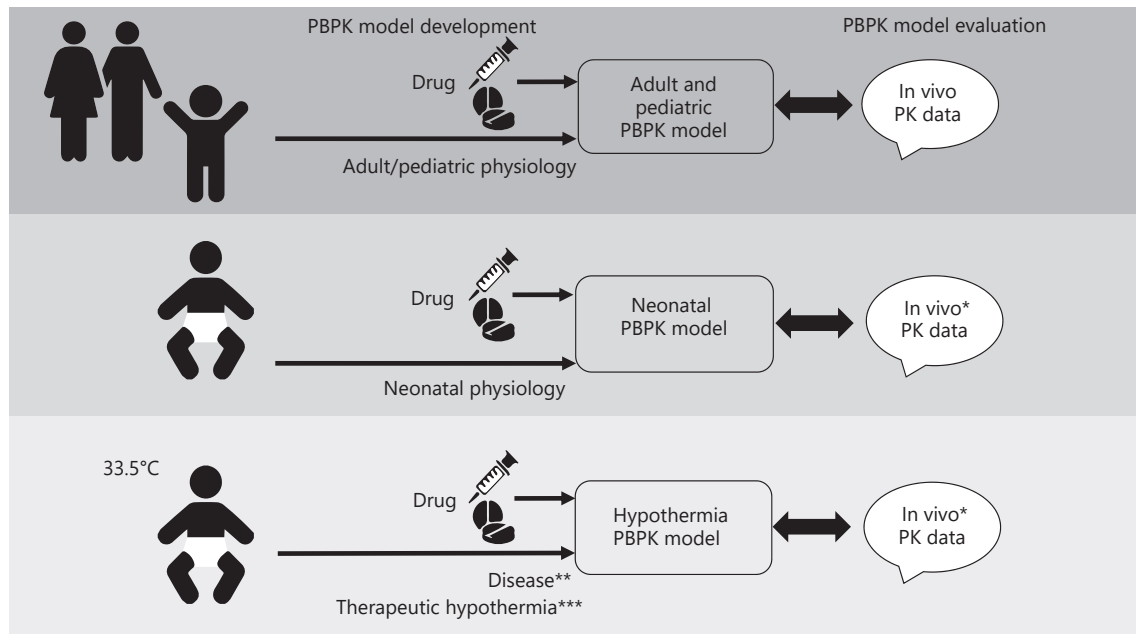 PBPK model development
PBPK model evaluation
Drug
Adult and
pediatric
PBPK model
In vivo
PK data
Adult/pediatric physiology
Drug
Neonatal
PBPK model
In vivo*
PK data
Neonatal physiology
33.5°C
Drug
Hypothermia
PBPK model
In vivo*
PK data
Disease**
Therapeutic hypothermia***